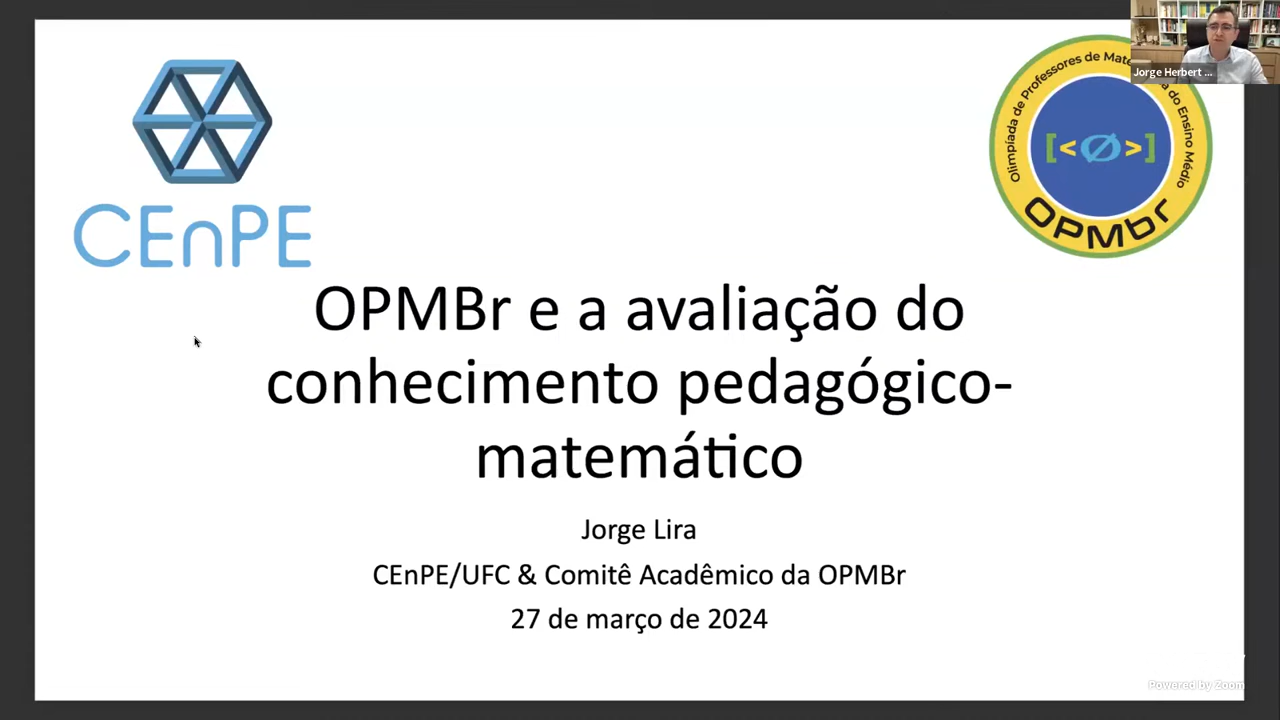 Jorge Herbert ...
Olimpíada de Professores de Mate
do Ensino Médio
[<Ø>]
OPMbr
CEnPE
OPMBr e a avaliação do
conhecimento pedagógico-
matemático
Jorge Lira
CEnPE/UFC & Comitê Acadêmico da OPMBr
27 de março de 2024
Powered by Zoom